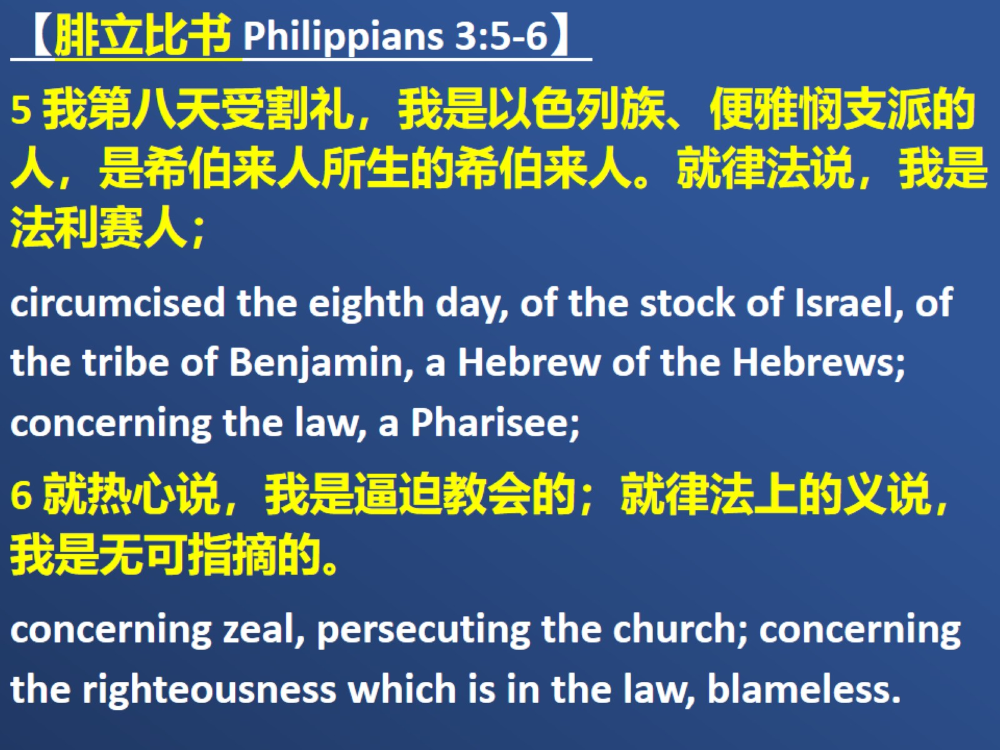 【腓立比书 Philippians 3:5-6】
5 我第八天受割礼，我是以色列族、便雅悯支派的
人，是希伯来人所生的希伯来人。就律法说，我是
法利赛人；
circumcised the eighth day, of the stock of Israel, of
the tribe of Benjamin, a Hebrew of the Hebrews;
concerning the law, a Pharisee;
6 就热心说，我是逼迫教会的；就律法上的义说，
我是无可指摘的。
concerning zeal, persecuting the church; concerning
the righteousness which is in the law, blameless.